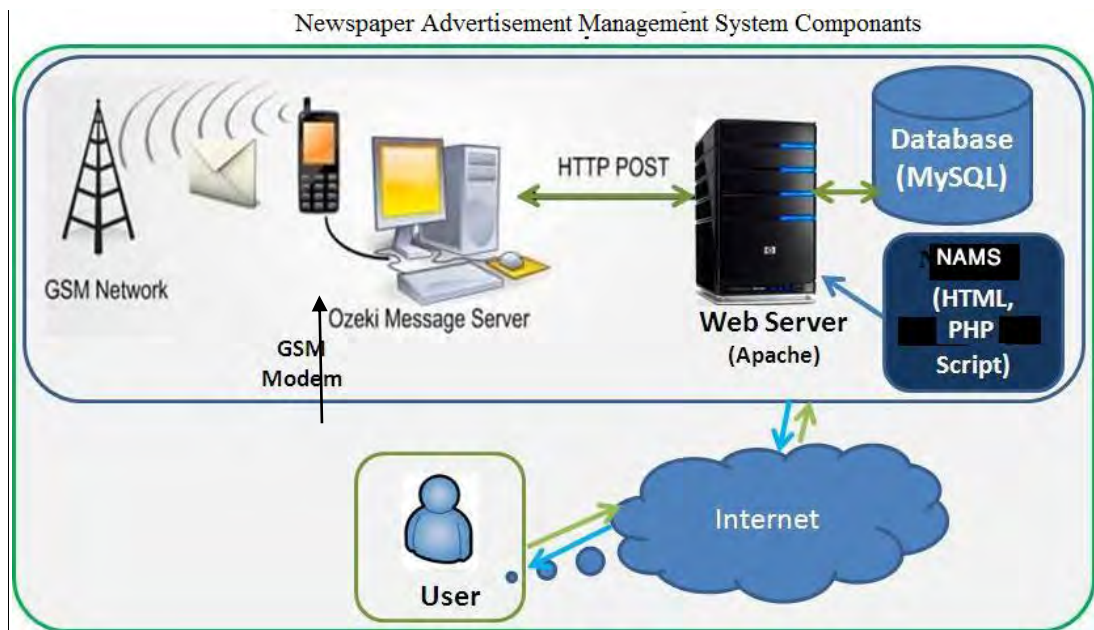 Newspaper Advertisement Management System Componants
Database
(MySQL)
HTTP POST
GSM Network
Ozeki Message Server
GSM
Modem
Web Server
(Apache)
NAMS
(HTML,
PHP
Script)
Internet
User